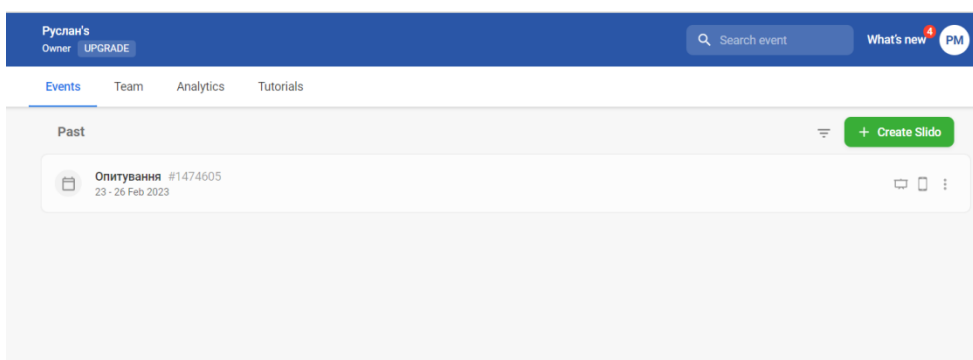 Руслан's
Owner UPGRADE
Search event
What's new 4 PM
Events Team Analytics Tutorials
Past
+ Create Slido
Опитування #1474605
23 - 26 Feb 2023